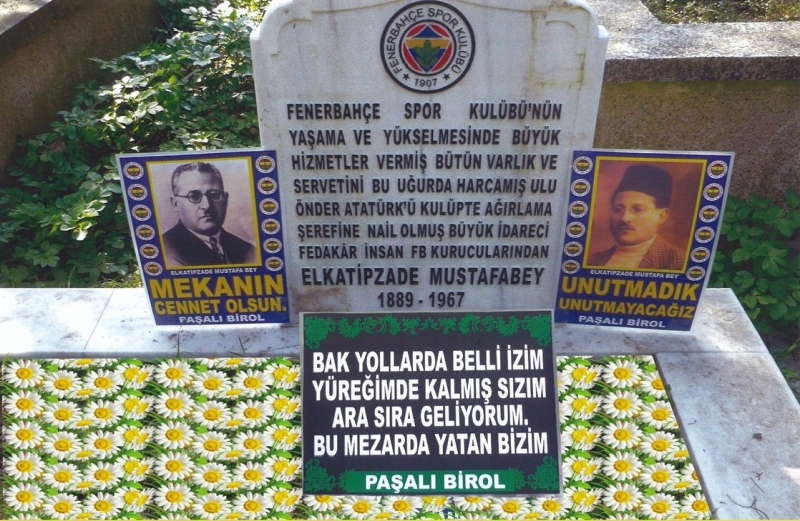 FENERBAHÇE SPOR KULÜBÜ
1907
FENERBAHÇE SPOR KULÜBÜ'NÜN
YAŞAMA VE YÜKSELMESİNDE BÜYÜK
HİZMETLER VERMİŞ BÜTÜN VARLIK VE
SERVETİNİ BU UĞURDA HARCAMIŞ ULU
ÖNDER ATATÜRK'Ü KULÜPTE AĞIRLAMA
ŞEREFİNE NAİL OLMUŞ BÜYÜK İDARECİ
FEDAKÂR İNSAN FB KURUCULARINDAN
ELKATİPZADE MUSTAFABEY
1889 - 1967
ELKATİPZADE MUSTAFA BEY
MEKANIN
CENNET OLSUN.
PAŞALI BİROL
ELKATİPZADE MUSTAFA BEY
UNUTMADIK
UNUTMAYACAĞIZ
PAŞALI BİROL
BAK YOLLARDA BELLİ İZİM
YÜREĞİMDE KALMIŞ SIZIM
ARA SIRA GELİYORUM.
BU MEZARDA YATAN BİZİM
PAŞALI BİROL